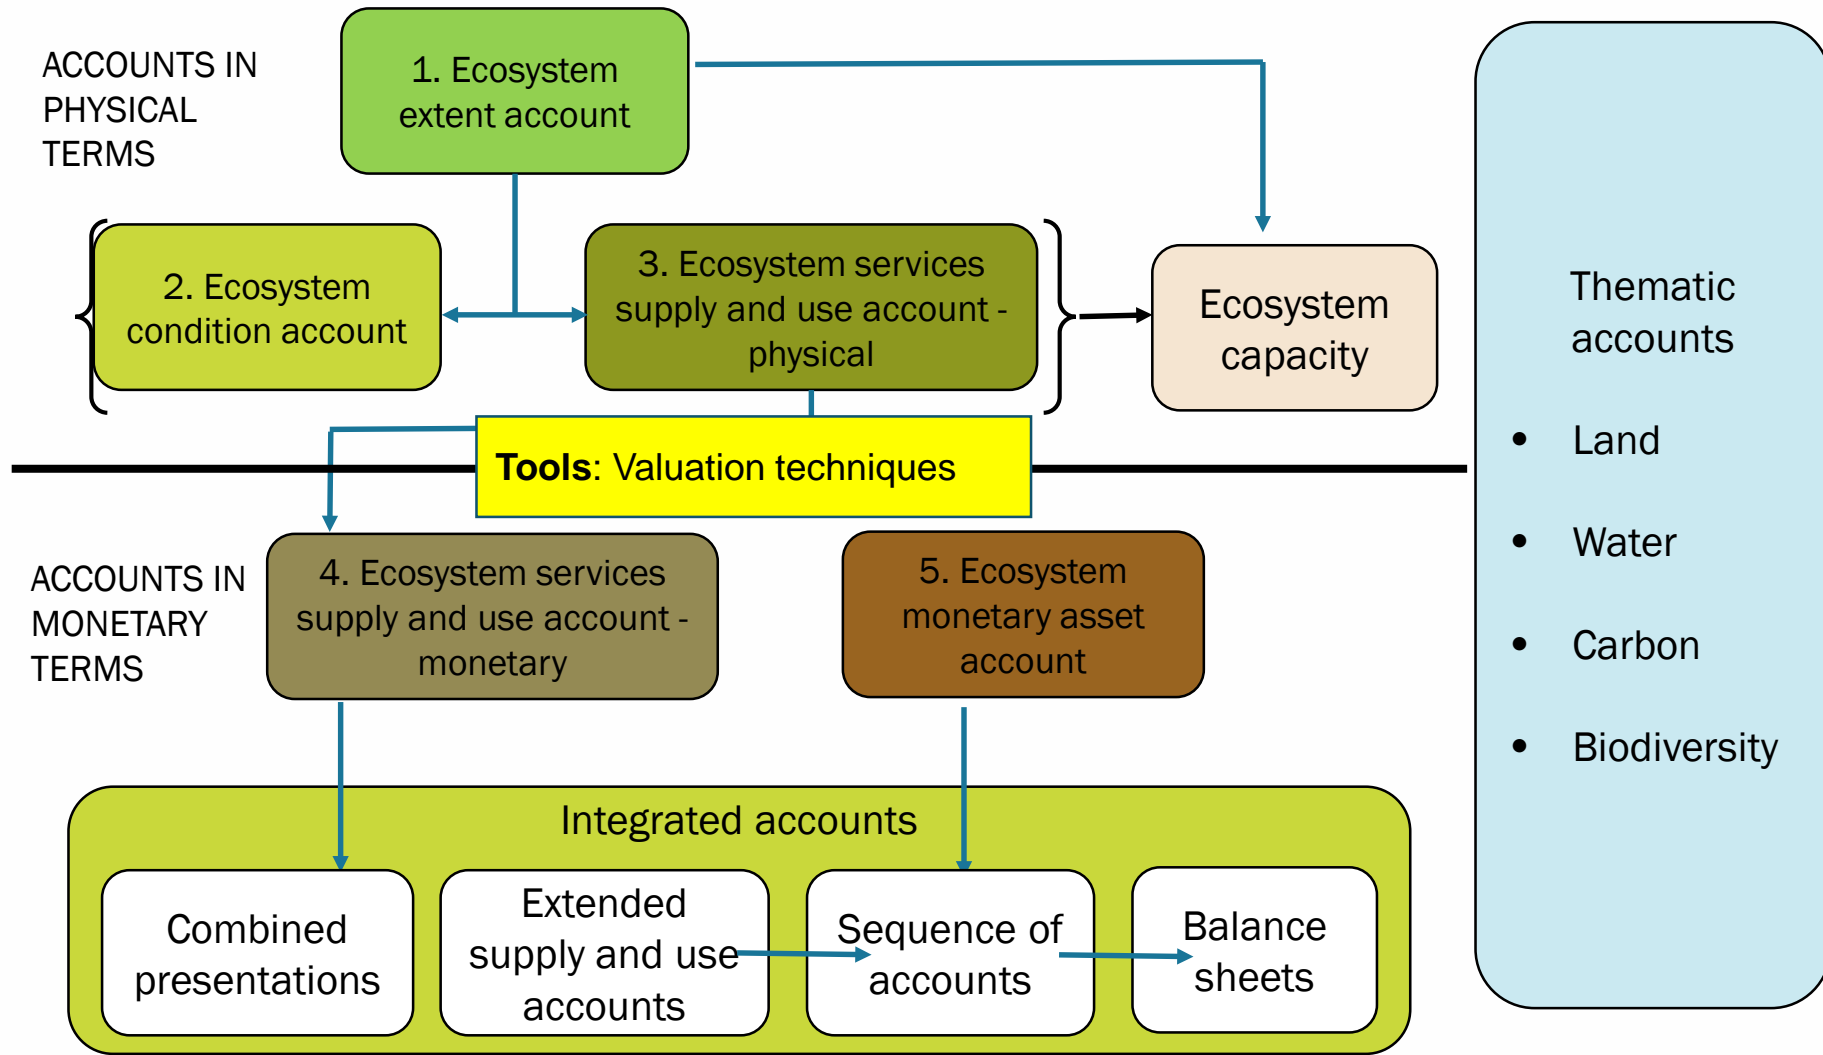 ACCOUNTS IN
PHYSICAL
TERMS
1. Ecosystem
extent account
2. Ecosystem
condition account
3. Ecosystem services
supply and use account -
physical
Ecosystem
capacity
Tools: Valuation techniques
ACCOUNTS IN
MONETARY
TERMS
4. Ecosystem services
supply and use account -
monetary
5. Ecosystem
monetary asset
account
Integrated accounts
Combined
presentations
Extended
supply and use
accounts
Sequence of
accounts
Balance
sheets
Thematic
accounts
• Land
• Water
• Carbon
• Biodiversity